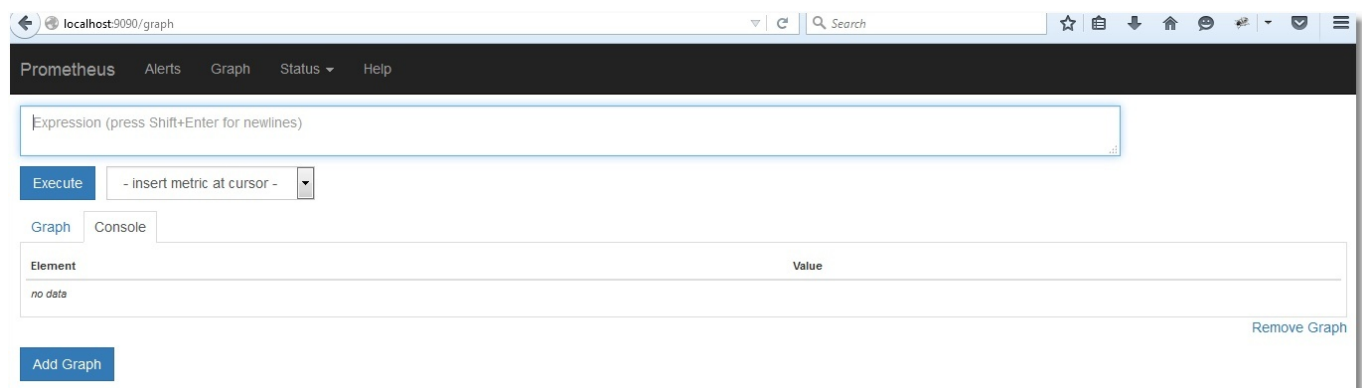 localhost:9090/graph Search
Prometheus Alerts Graph Status Help
Expression (press Shift+Enter for newlines)
Execute - insert metric at cursor -
Graph Console
Element Value
no data
Remove Graph
Add Graph